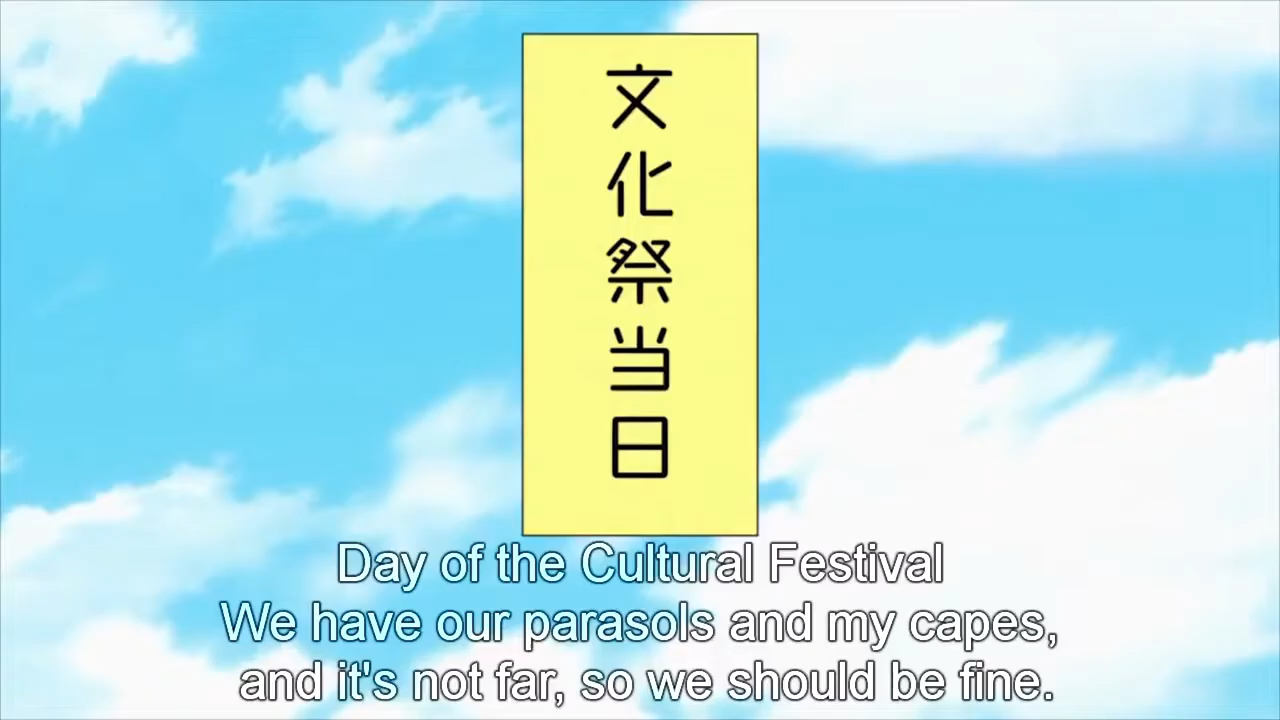 文化祭当日
Day of the Cultural Festival
We have our parasols and my capes,
and it's not far, so we should be fine.